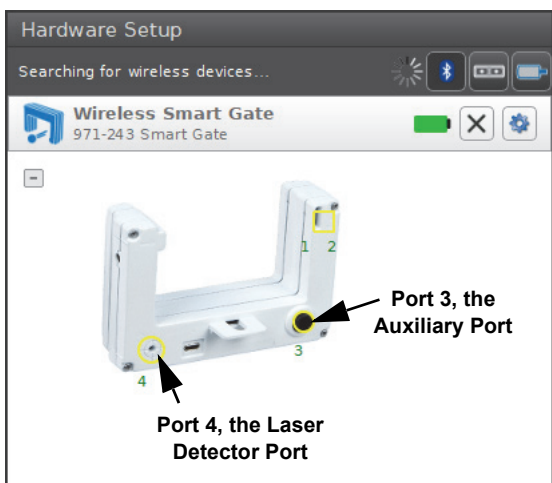 Hardware Setup
Searching for wireless devices...
Wireless Smart Gate
971-243 Smart Gate
1 2
Port 3, the
Auxiliary Port
3
4
Port 4, the Laser
Detector Port